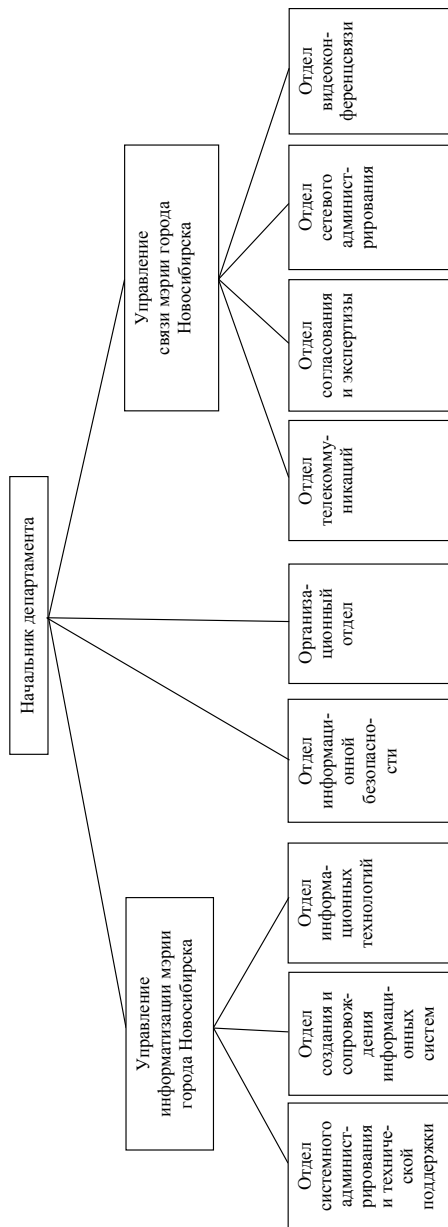 Начальник департамента
Управление
информатизации мэрии
города Новосибирска
Управление
связи мэрии города
Новосибирска
Отдел
системного
админист-
рирования
и техниче-
ской
поддержки
Отдел
создания и
сопровож-
дения
информаци-
онных
систем
Отдел
информа-
ционных
технологий
Отдел
информаци-
онной
безопасно-
сти
Организа-
ционный
отдел
Отдел
телекомму-
никаций
Отдел
согласования
и экспертизы
Отдел
сетевого
админист-
рирования
Отдел
видеокон-
ференцсвязи